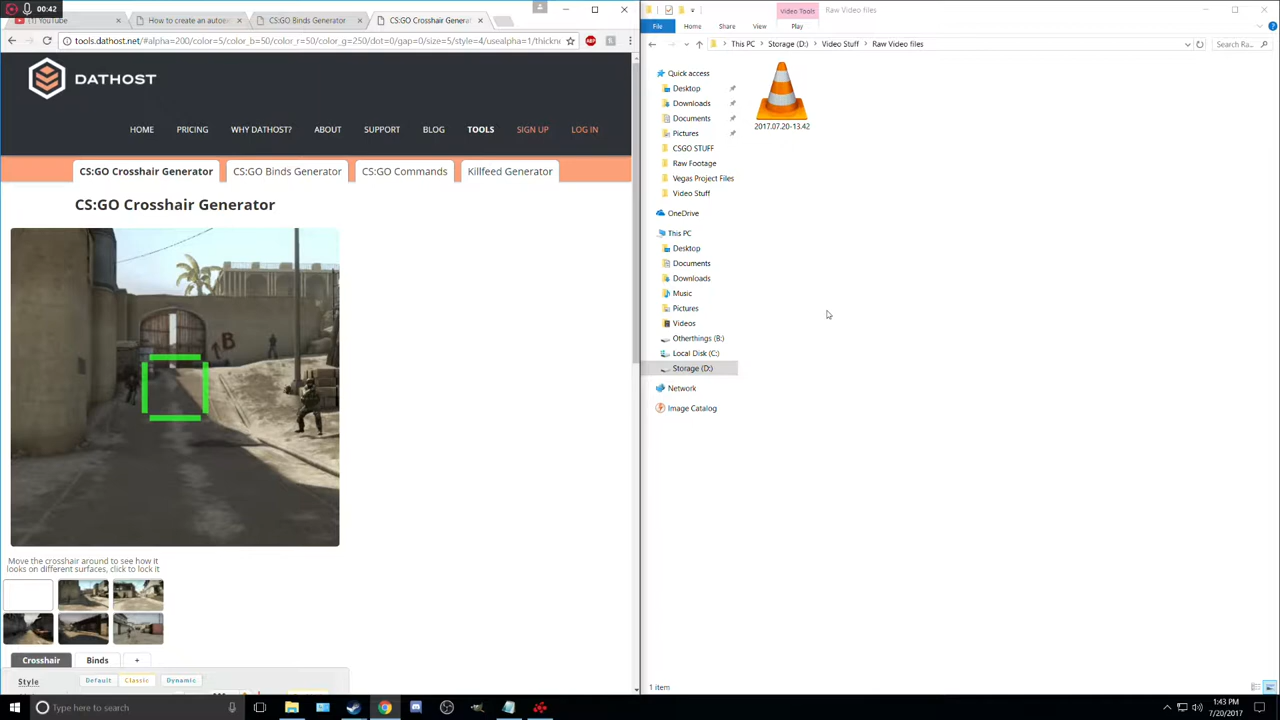 00:42
(1) YouTube
How to create an autoex
CS:GO Binds Generator
CS:GO Crosshair Generat
tools.dathost.net/#alpha=200/color=5/color_b=50/color_r=50/color_g=250/dot=0/gap=0/size=5/style=4/usealpha=1/thickne
ABP
DATHOST
HOME
PRICING
WHY DATHOST?
ABOUT
SUPPORT
BLOG
TOOLS
SIGN UP
LOG IN
CS:GO Crosshair Generator
CS:GO Binds Generator
CS:GO Commands
Killfeed Generator
CS:GO Crosshair Generator
B
Move the crosshair around to see how it
looks on different surfaces, click to lock it
Crosshair
Binds
+
Style
Default
Classic
Dynamic
Video Tools
Raw Video files
File
Home
Share
View
Play
This PC
Storage (D:)
Video Stuff
Raw Video files
Search Ra...
Quick access
Desktop
Downloads
Documents
Pictures
CSGO STUFF
Raw Footage
Vegas Project Files
Video Stuff
OneDrive
This PC
Desktop
Documents
Downloads
Music
Pictures
Videos
Otherthings (B:)
Local Disk (C:)
Storage (D:)
Network
Image Catalog
2017.07.20-13.42
1 item
Type here to search
1:43 PM
7/20/2017